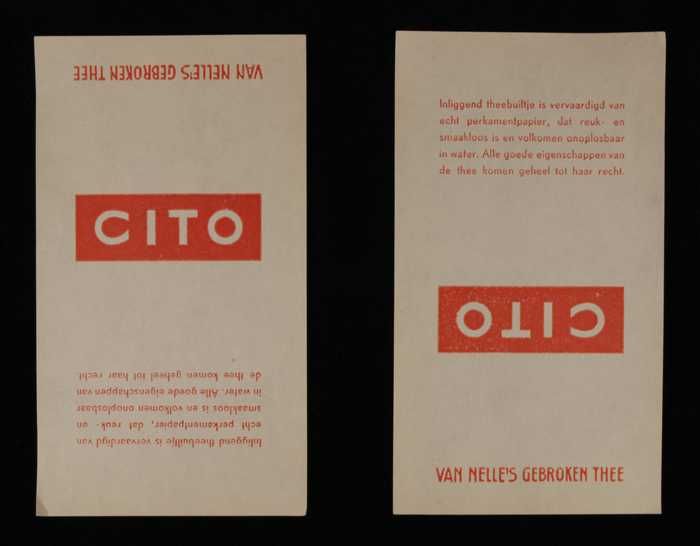 VAN NELLE'S GEBROKEN THEE
CITO
Inliggend theebuiltje is vervaardigd van
echt perkamentpapier, dat reuk- en
smaakloos is en volkomen onoplosbaar
in water. Alle goede eigenschappen van
de thee komen geheel tot haar recht.
Inliggend theebuiltje is vervaardigd van
echt perkamentpapier, dat reuk- en
smaakloos is en volkomen onoplosbaar
in water. Alle goede eigenschappen van
de thee komen geheel tot haar recht.
CITO
VAN NELLE'S GEBROKEN THEE